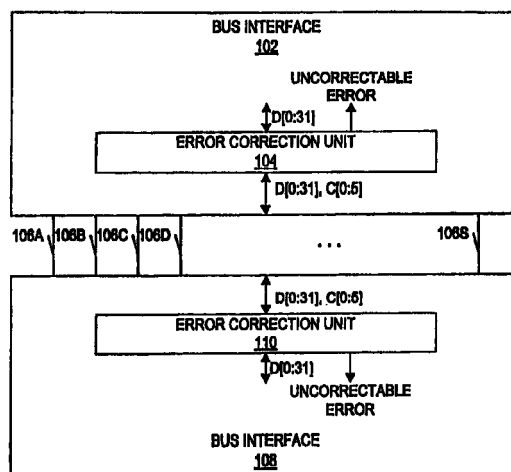 BUS INTERFACE
102
UNCORRECTABLE
ERROR
D[0:31]
ERROR CORRECTION UNIT
104
D[0:31], C[0:5]
106A 106B 106C 106D ... 106S
D[0:31], C[0:5]
ERROR CORRECTION UNIT
110
D[0:31]
UNCORRECTABLE
ERROR
BUS INTERFACE
108